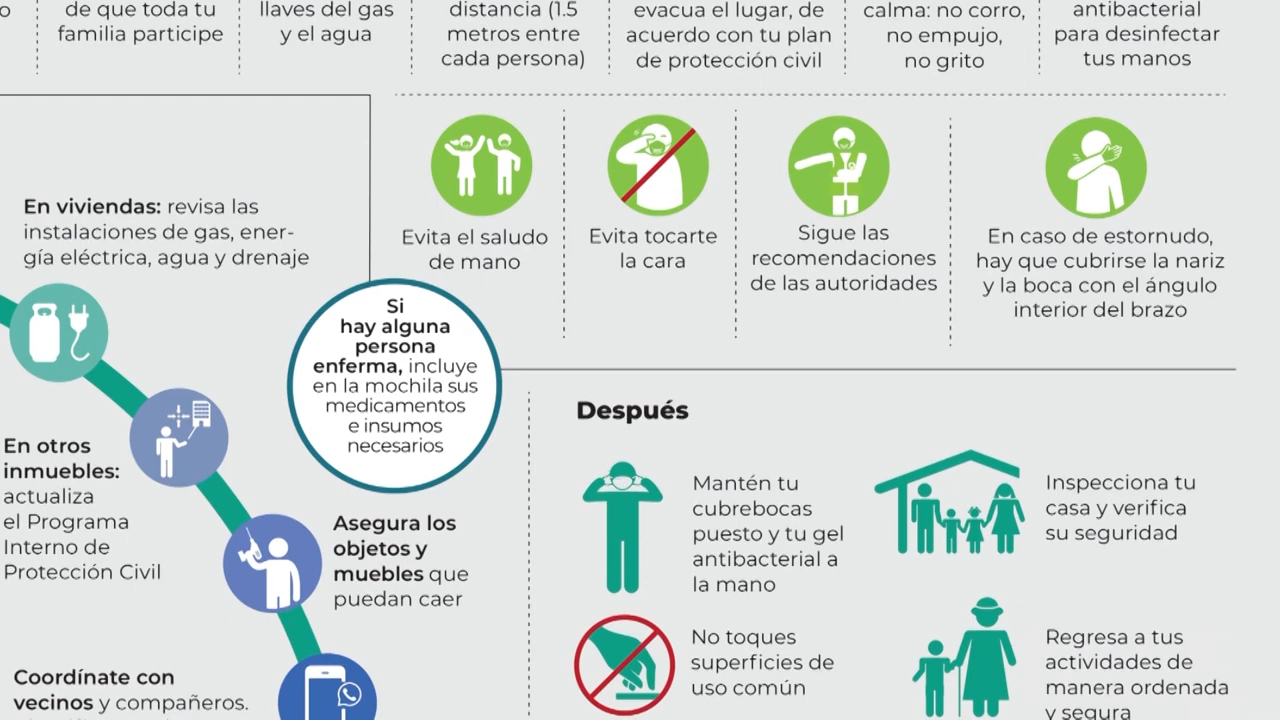 o
de que toda tu
familia participe
llaves del gas
y el agua
distancia (1.5
metros entre
cada persona)
evacua el lugar, de
acuerdo con tu plan
de protección civil
calma: no corro,
no empujo,
no grito
antibacterial
para desinfectar
tus manos
Evita el saludo
de mano
Evita tocarte
la cara
Sigue las
recomendaciones
de las autoridades
En caso de estornudo,
hay que cubrirse la nariz
y la boca con el ángulo
interior del brazo
En viviendas: revisa las
instalaciones de gas, ener-
gía eléctrica, agua y drenaje
Si
hay alguna
persona
enferma, incluye
en la mochila sus
medicamentos
e insumos
necesarios
En otros
inmuebles:
actualiza
el Programa
Interno de
Protección Civil
Asegura los
objetos y
muebles que
puedan caer
Coordínate con
vecinos y compañeros.
Después
Mantén tu
cubrebocas
puesto y tu gel
antibacterial a
la mano
Inspecciona tu
casa y verifica
su seguridad
No toques
superficies de
uso común
Regresa a tus
actividades de
manera ordenada
y segura